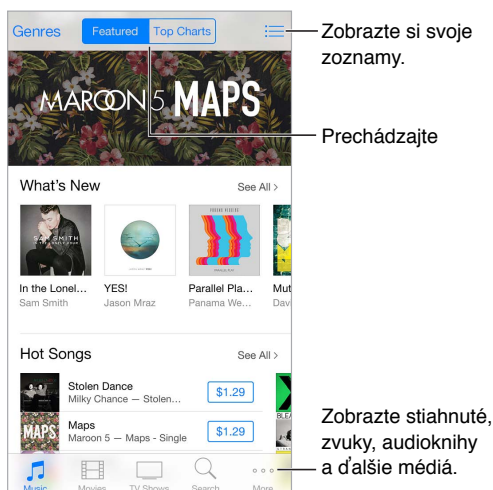 Genres Featured Top Charts
Zobrazte si svoje
zoznamy.
MAROON 5 MAPS
Prechádzajte
What's New See All >
SAM SMITH
In the Lonel... YES! Parallel Pla... Mut
Sam Smith Jason Mraz Panama We... Dav
Hot Songs See All >
Stolen Dance
Milky Chance — Stolen... $1.29
MAPS
Maps
Maroon 5 — Maps - Single $1.29
Zobrazte stiahnuté,
zvuky, audioknihy
a ďalšie médiá.
Music Movies TV Shows Search More